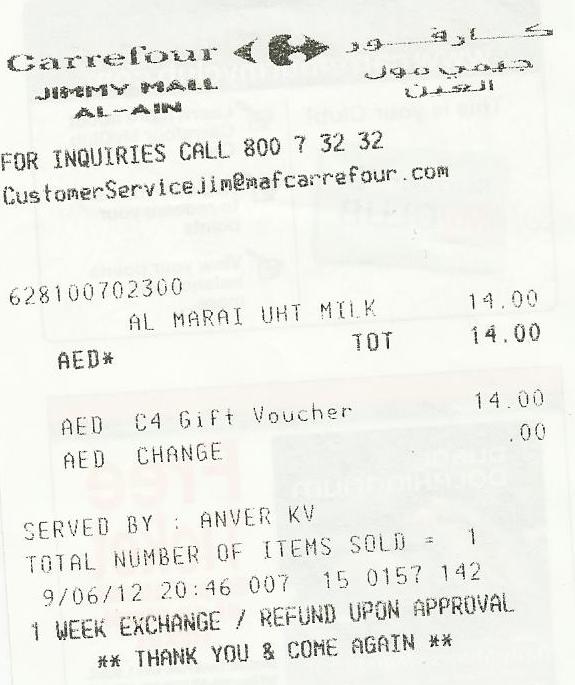 Carrefour كارفور
JIMMY MALL جيمي مول
AL-AIN العين
FOR INQUIRIES CALL 800 7 32 32
CustomerServicejim@mafcarrefour.com
628100702300
AL MARAI UHT MILK 14.00
AED* TOT 14.00
AED C4 Gift Voucher 14.00
AED CHANGE .00
SERVED BY : ANVER KV
TOTAL NUMBER OF ITEMS SOLD = 1
9/06/12 20:46 007 15 0157 142
1 WEEK EXCHANGE / REFUND UPON APPROVAL
** THANK YOU & COME AGAIN **